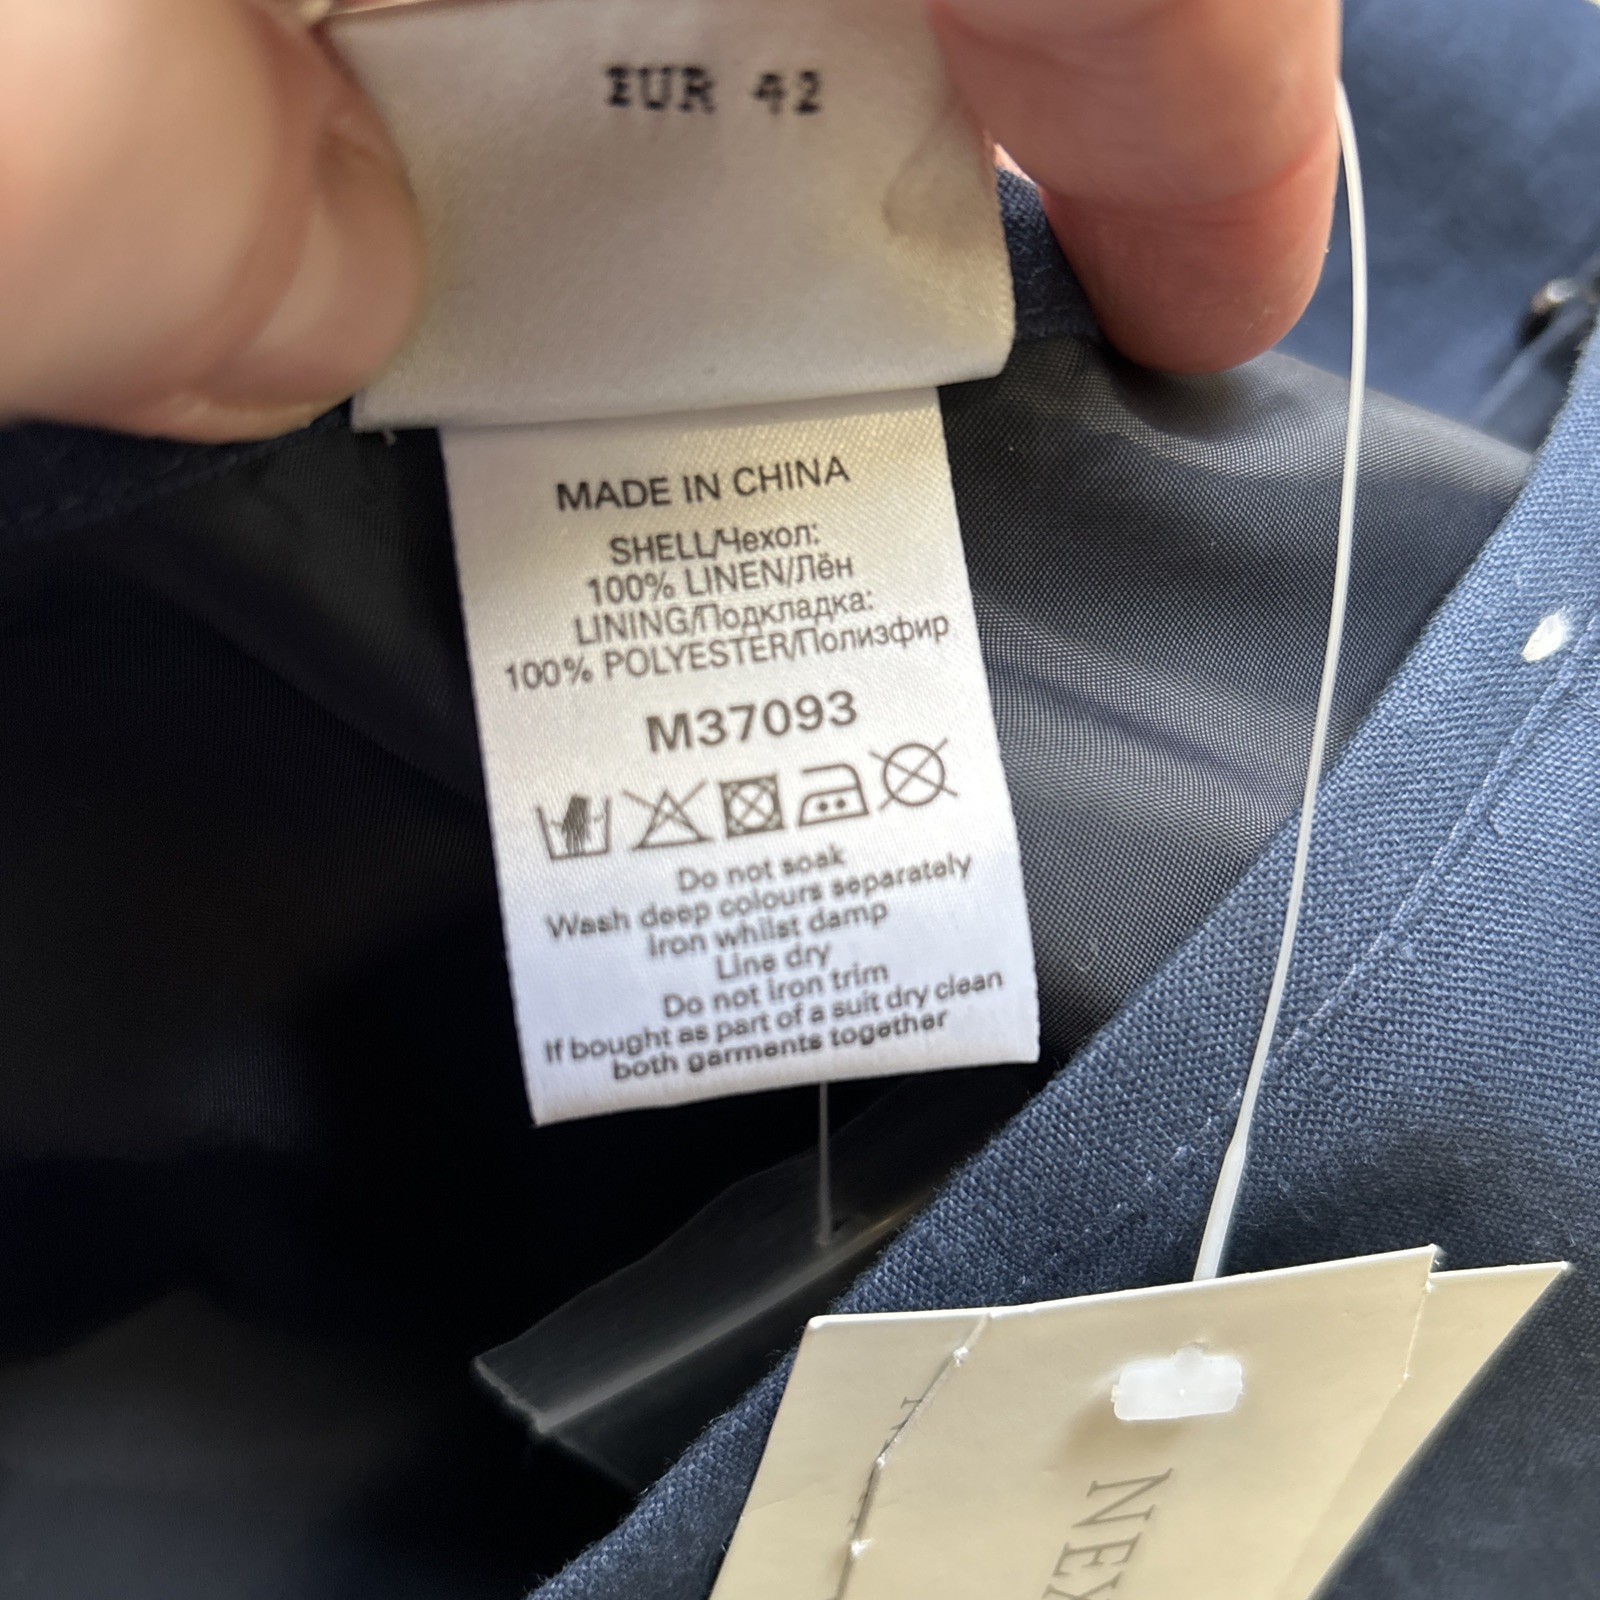 EUR 42
MADE IN CHINA
SHELL/Чехол:
100% LINEN/Лён
LINING/Подкладка:
100% POLYESTER/Полиэфир
M37093
Do not soak
Wash deep colours separately
Iron whilst damp
Line dry
Do not iron trim
If bought as part of a suit dry clean
both garments together
NEX